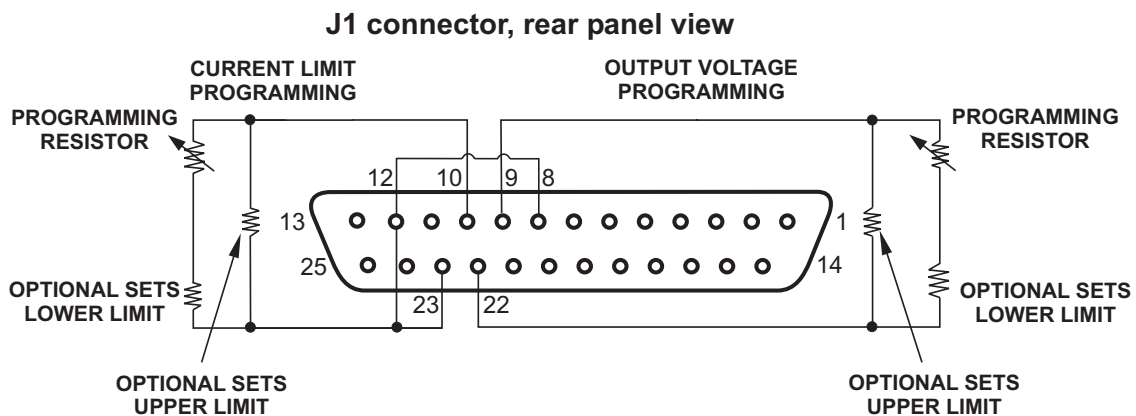 J1 connector, rear panel view
CURRENT LIMIT
PROGRAMMING
OUTPUT VOLTAGE
PROGRAMMING
PROGRAMMING
RESISTOR
PROGRAMMING
RESISTOR
12 10 9 8
13 1
25 14
23 22
OPTIONAL SETS
LOWER LIMIT
OPTIONAL SETS
LOWER LIMIT
OPTIONAL SETS
UPPER LIMIT
OPTIONAL SETS
UPPER LIMIT